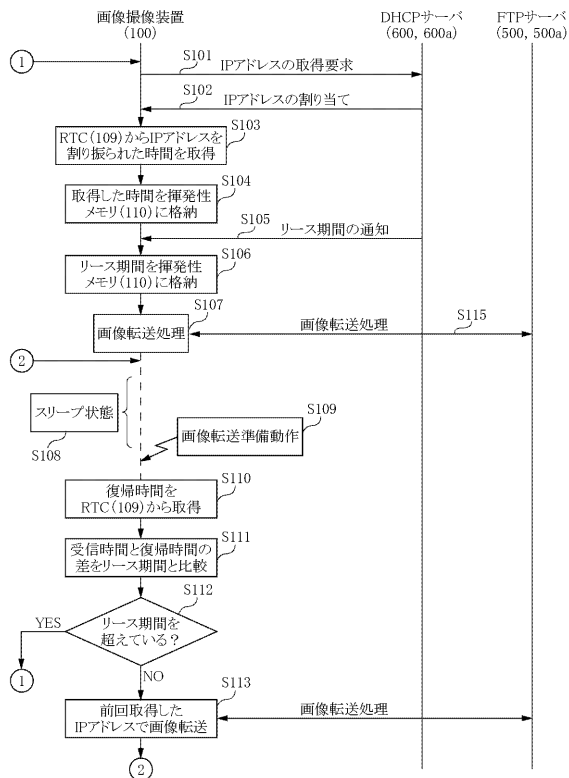 画像撮像装置
(100)
DHCPサーバ
(600, 600a)
FTPサーバ
(500, 500a)
1
S101
IPアドレスの取得要求
S102
IPアドレスの割り当て
S103
RTC(109)からIPアドレスを
割り振られた時間を取得
S104
取得した時間を揮発性
メモリ(110)に格納
S105
リース期間の通知
S106
リース期間を揮発性
メモリ(110)に格納
S107
画像転送処理
画像転送処理
S115
2
スリープ状態
S108
S109
画像転送準備動作
S110
復帰時間を
RTC(109)から取得
S111
受信時間と復帰時間の
差をリース期間と比較
S112
リース期間を
超えている?
YES
1
NO
S113
前回取得した
IPアドレスで画像転送
画像転送処理
2